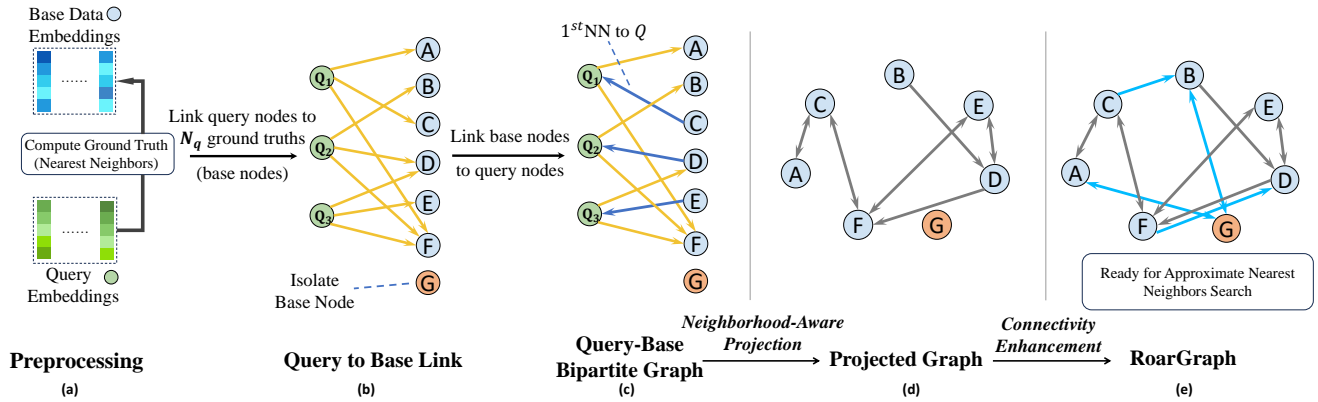 Base Data
Embeddings
......
Compute Ground Truth
(Nearest Neighbors)
......
Query
Embeddings
Preprocessing
(a)
Link query nodes to
N_q ground truths
(base nodes)
Q1
Q2
Q3
A
B
C
D
E
F
G
Isolate
Base Node
Query to Base Link
(b)
Link base nodes
to query nodes
1st NN to Q
Q1
Q2
Q3
A
B
C
D
E
F
G
Query-Base
Bipartite Graph
(c)
Neighborhood-Aware
Projection
B
C
E
A
D
F
G
Projected Graph
(d)
Connectivity
Enhancement
B
C
E
A
D
F
G
Ready for Approximate Nearest
Neighbors Search
RoarGraph
(e)